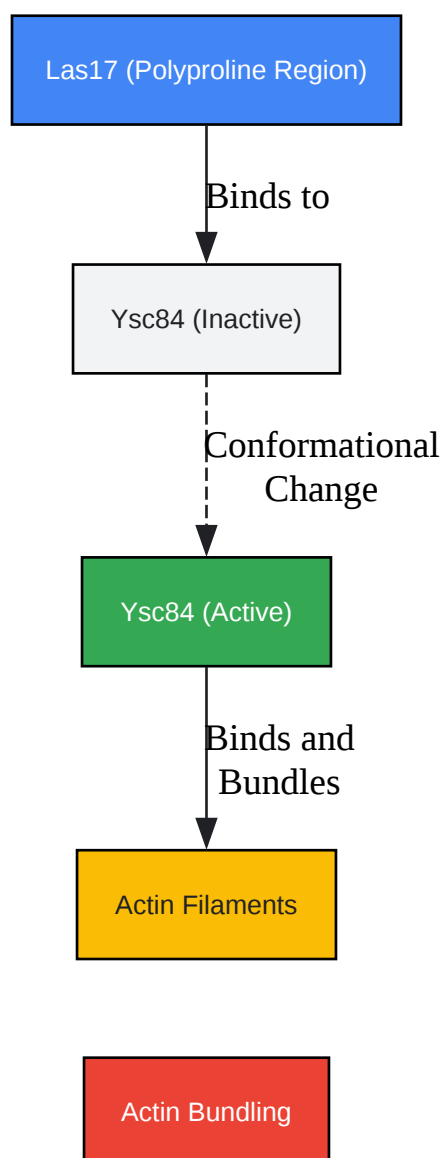 Las17 (Polyproline Region)
Binds to
Ysc84 (Inactive)
Conformational
Change
Ysc84 (Active)
Binds and
Bundles
Actin Filaments
Actin Bundling